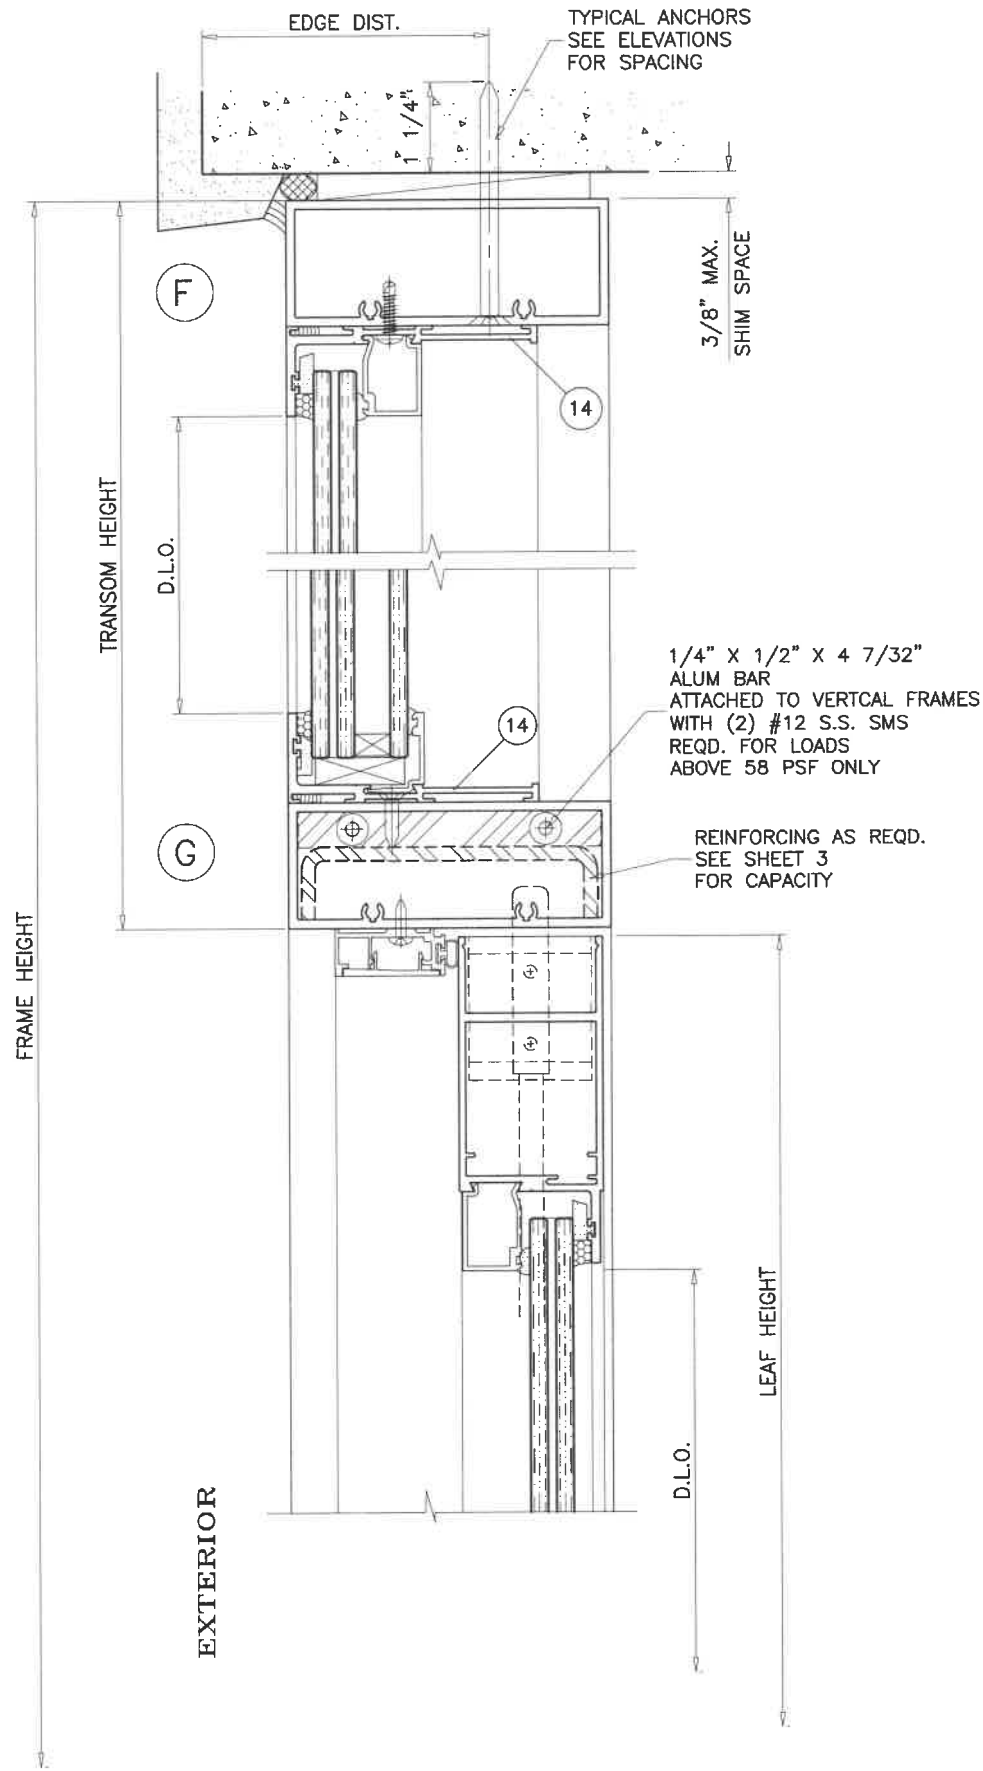 EDGE DIST.
TYPICAL ANCHORS
SEE ELEVATIONS
FOR SPACING
1 1/4"
F
3/8" MAX.
SHIM SPACE
14
TRANSOM HEIGHT
D.L.O.
1/4" X 1/2" X 4 7/32"
ALUM BAR
ATTACHED TO VERTCAL FRAMES
WITH (2) #12 S.S. SMS
REQD. FOR LOADS
ABOVE 58 PSF ONLY
14
G
REINFORCING AS REQD.
SEE SHEET 3
FOR CAPACITY
FRAME HEIGHT
LEAF HEIGHT
D.L.O.
EXTERIOR